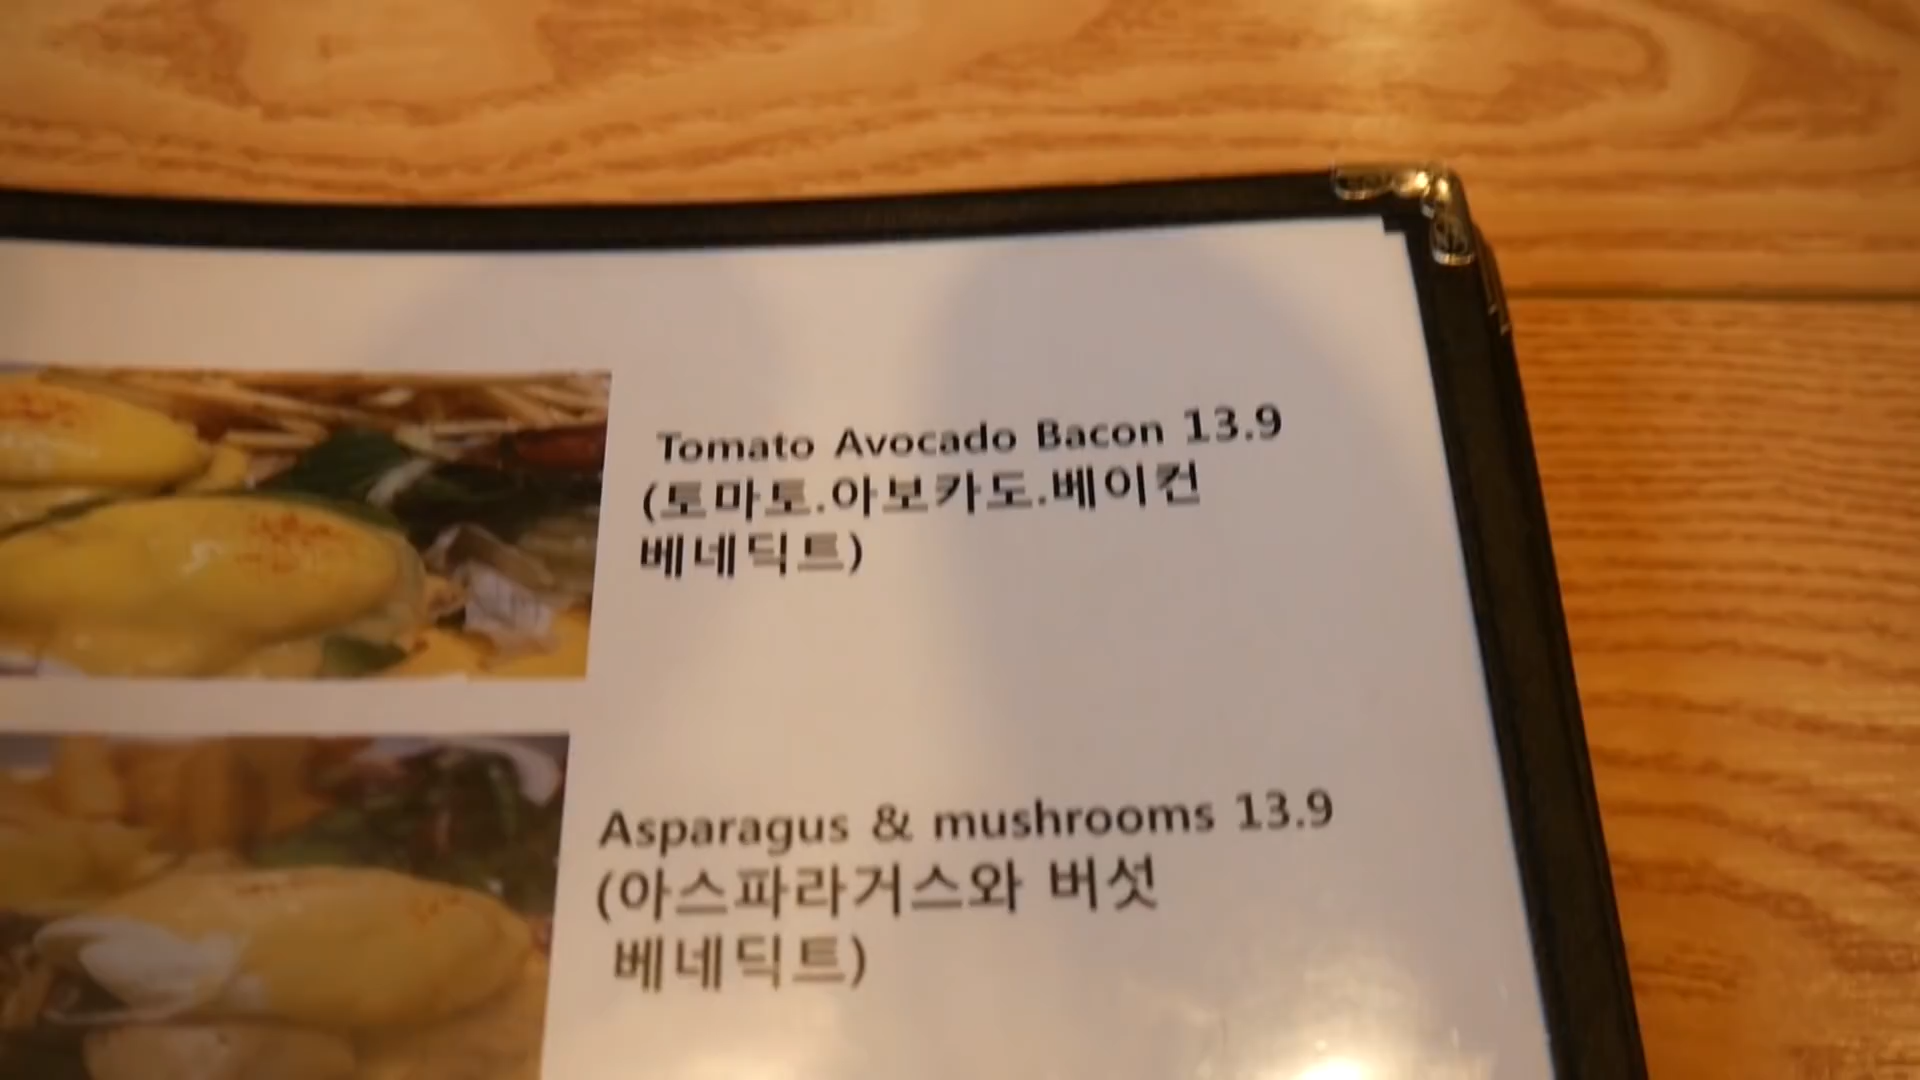 Tomato Avocado Bacon 13.9
(토마토.아보카도.베이컨
베네딕트)
Asparagus & mushrooms 13.9
(아스파라거스와 버섯
베네딕트)